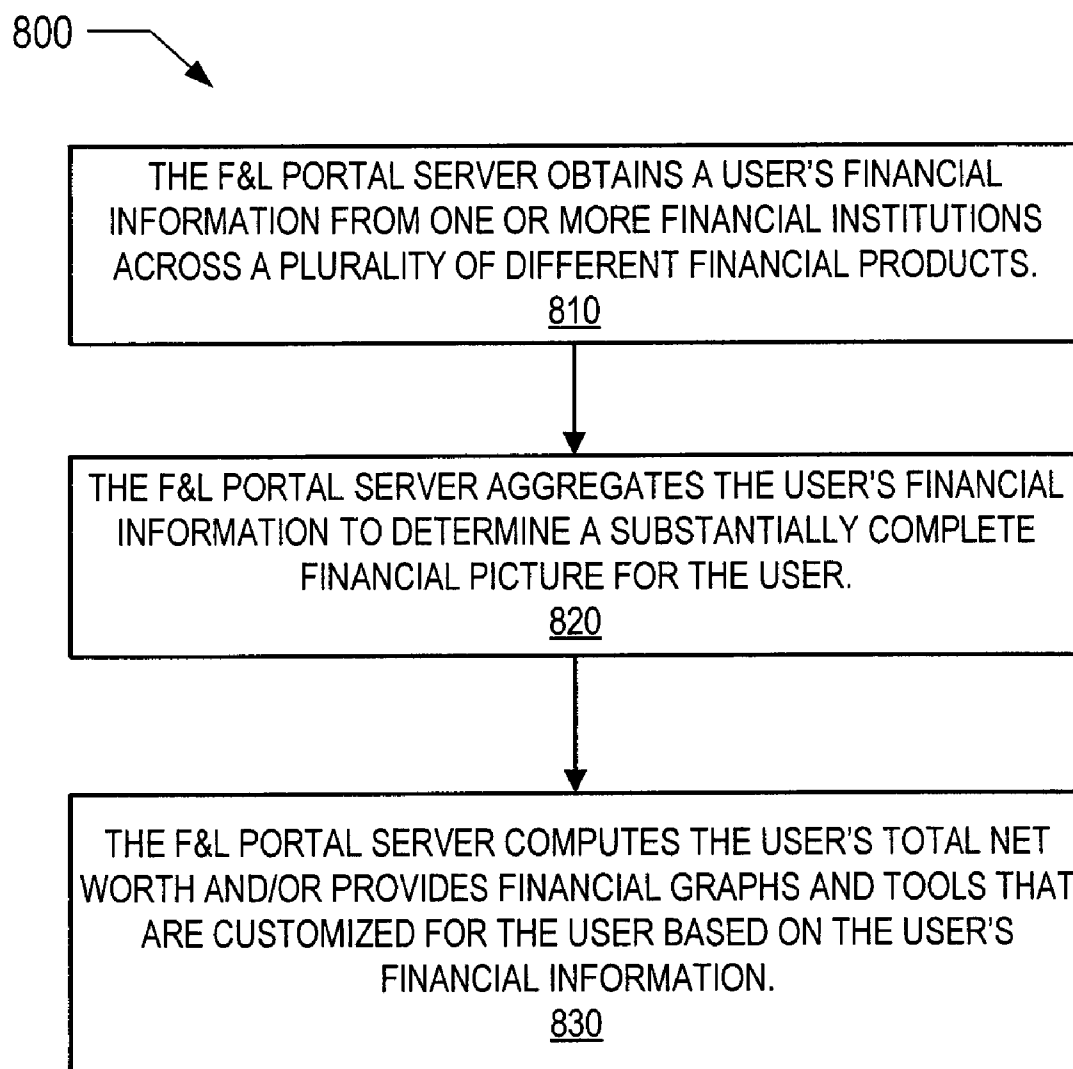 800
THE F&L PORTAL SERVER OBTAINS A USER'S FINANCIAL
INFORMATION FROM ONE OR MORE FINANCIAL INSTITUTIONS
ACROSS A PLURALITY OF DIFFERENT FINANCIAL PRODUCTS.
810
THE F&L PORTAL SERVER AGGREGATES THE USER'S FINANCIAL
INFORMATION TO DETERMINE A SUBSTANTIALLY COMPLETE
FINANCIAL PICTURE FOR THE USER.
820
THE F&L PORTAL SERVER COMPUTES THE USER'S TOTAL NET
WORTH AND/OR PROVIDES FINANCIAL GRAPHS AND TOOLS THAT
ARE CUSTOMIZED FOR THE USER BASED ON THE USER'S
FINANCIAL INFORMATION.
830